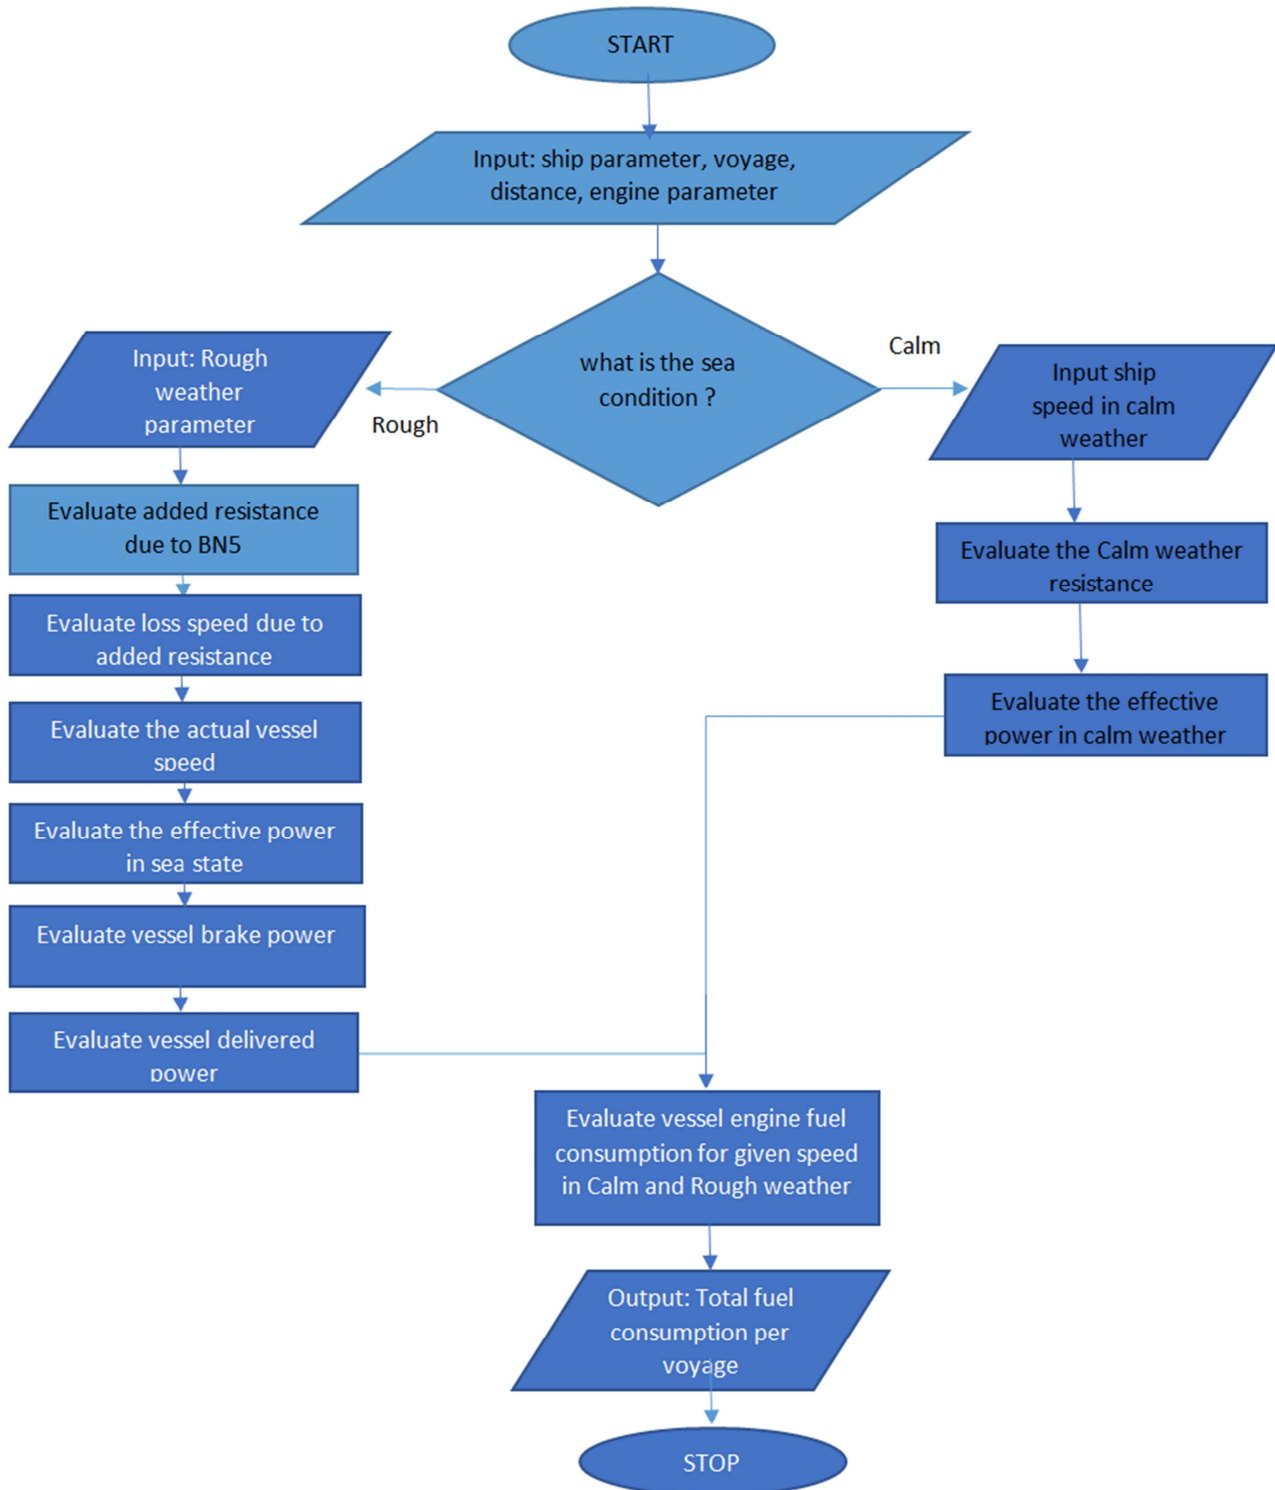 START
Input: ship parameter, voyage,
distance, engine parameter
what is the sea
condition ?
Rough
Calm
Input: Rough
weather
parameter
Evaluate added resistance
due to BN5
Evaluate loss speed due to
added resistance
Evaluate the actual vessel
speed
Evaluate the effective power
in sea state
Evaluate vessel brake power
Evaluate vessel delivered
power
Input ship
speed in calm
weather
Evaluate the Calm weather
resistance
Evaluate the effective
power in calm weather
Evaluate vessel engine fuel
consumption for given speed
in Calm and Rough weather
Output: Total fuel
consumption per
voyage
STOP